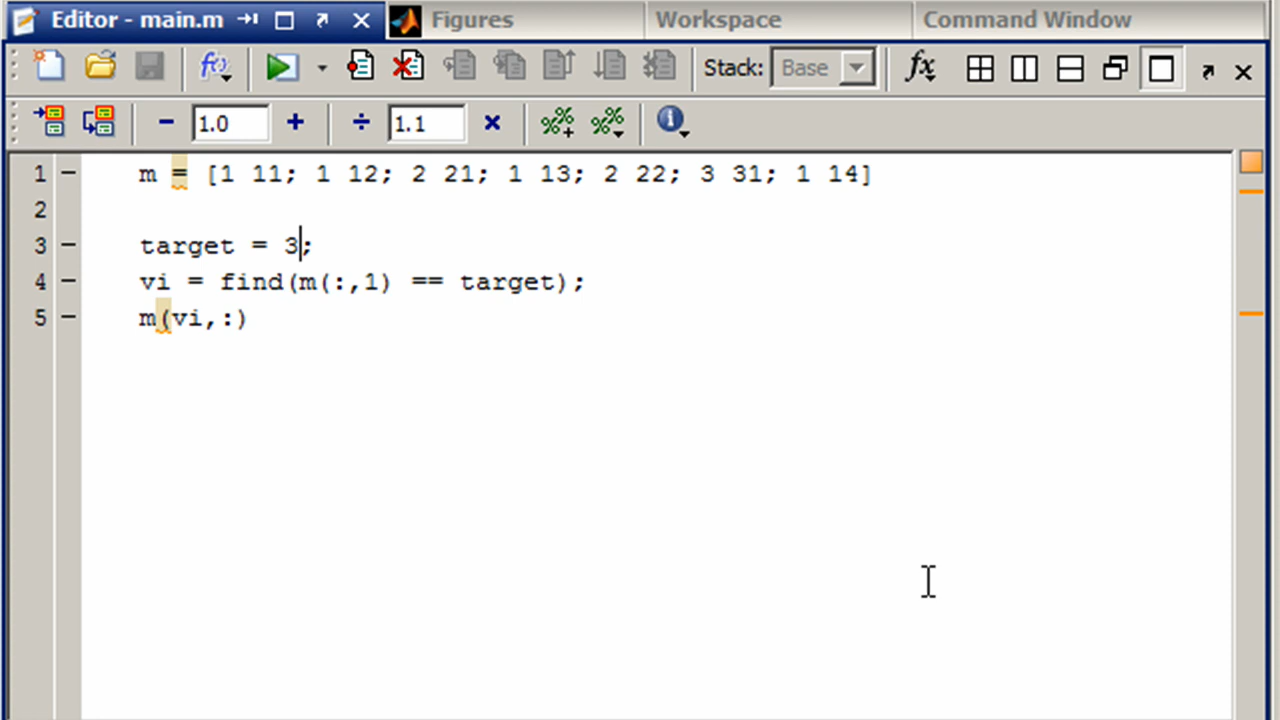 Editor - main.m Figures Workspace Command Window
Stack: Base
1.0 1.1
1 m = [1 11; 1 12; 2 21; 1 13; 2 22; 3 31; 1 14]
2
3 target = 3;
4 vi = find(m(:,1) == target);
5 m(vi,:)